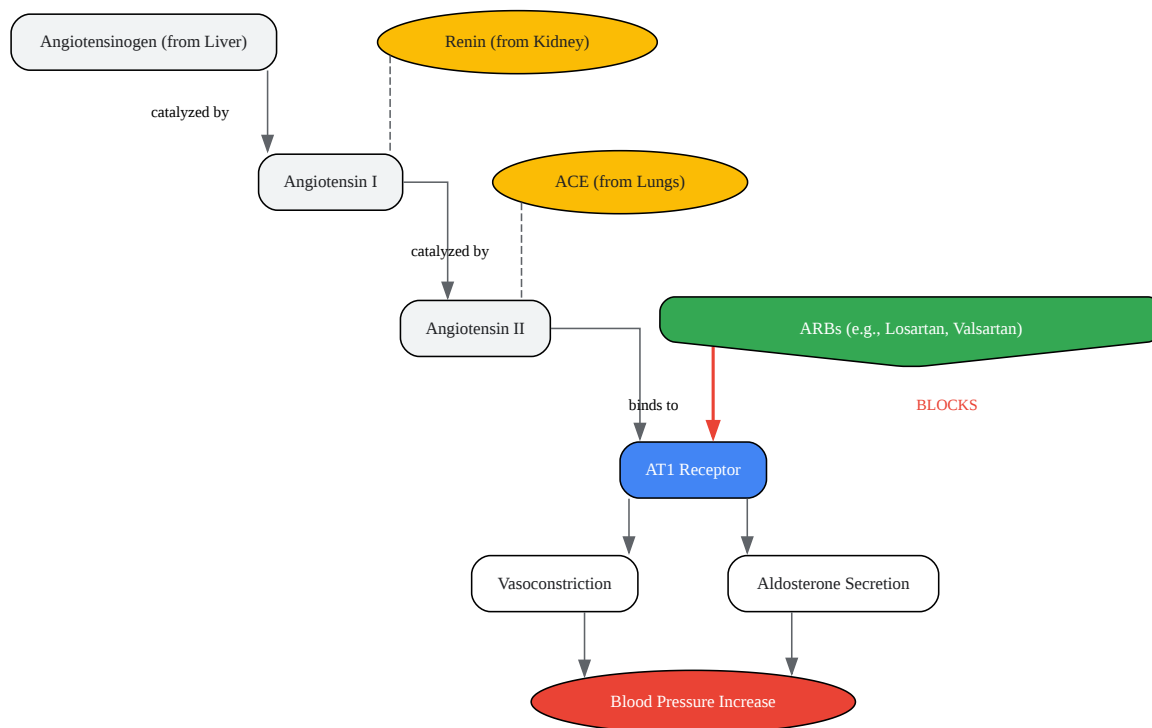 Angiotensinogen (from Liver)
Renin (from Kidney)
catalyzed by
Angiotensin I
ACE (from Lungs)
catalyzed by
Angiotensin II
ARBs (e.g., Losartan, Valsartan)
binds to
BLOCKS
AT1 Receptor
Vasoconstriction
Aldosterone Secretion
Blood Pressure Increase